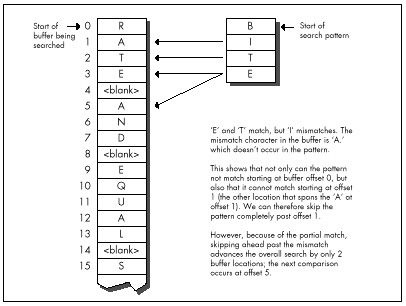 Start of
buffer being
searched
0 R
1 A
2 T
3 E
4 <blank>
5 A
6 N
7 D
8 <blank>
9 E
10 Q
11 U
12 A
13 L
14 <blank>
15 S
B
I
T
E
Start of
search pattern
'E' and 'T' match, but 'I' mismatches. The
mismatch character in the buffer is 'A.'
which doesn't occur in the pattern.
This shows that not only can the pattern
not match starting at buffer offset 0, but
also that it cannot match starting at offset
1 (the other location that spans the 'A' at
offset 1). We can therefore skip the
pattern completely past offset 1.
However, because of the partial match,
skipping ahead past the mismatch
advances the overall search by only 2
buffer locations; the next comparison
occurs at offset 5.